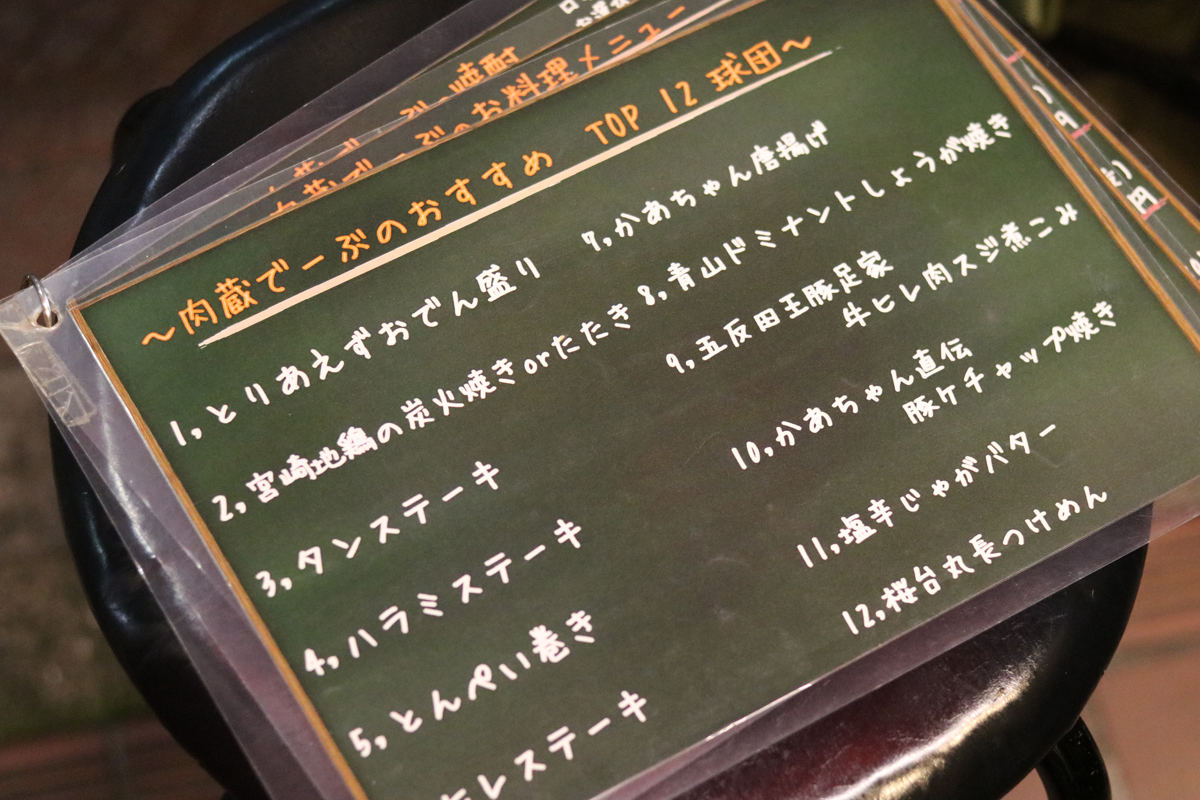 ～肉蔵でーぶのおすすめ TOP 12 球団～
1,とりあえずおでん盛り
2,宮崎地鶏の炭火焼きorたたき
3,タンステーキ
4,ハラミステーキ
5,とんぺい巻き
レステーキ
7,かあちゃん唐揚げ
8,青山ドミナントしょうが焼き
9,五反田王豚足家
牛ヒレ肉スジ煮こみ
10,かあちゃん直伝
豚ケチャップ焼き
11,塩辛じゃがバター
12,桜台丸長つけめん
ぶのお料理メニュー
焼酎
円